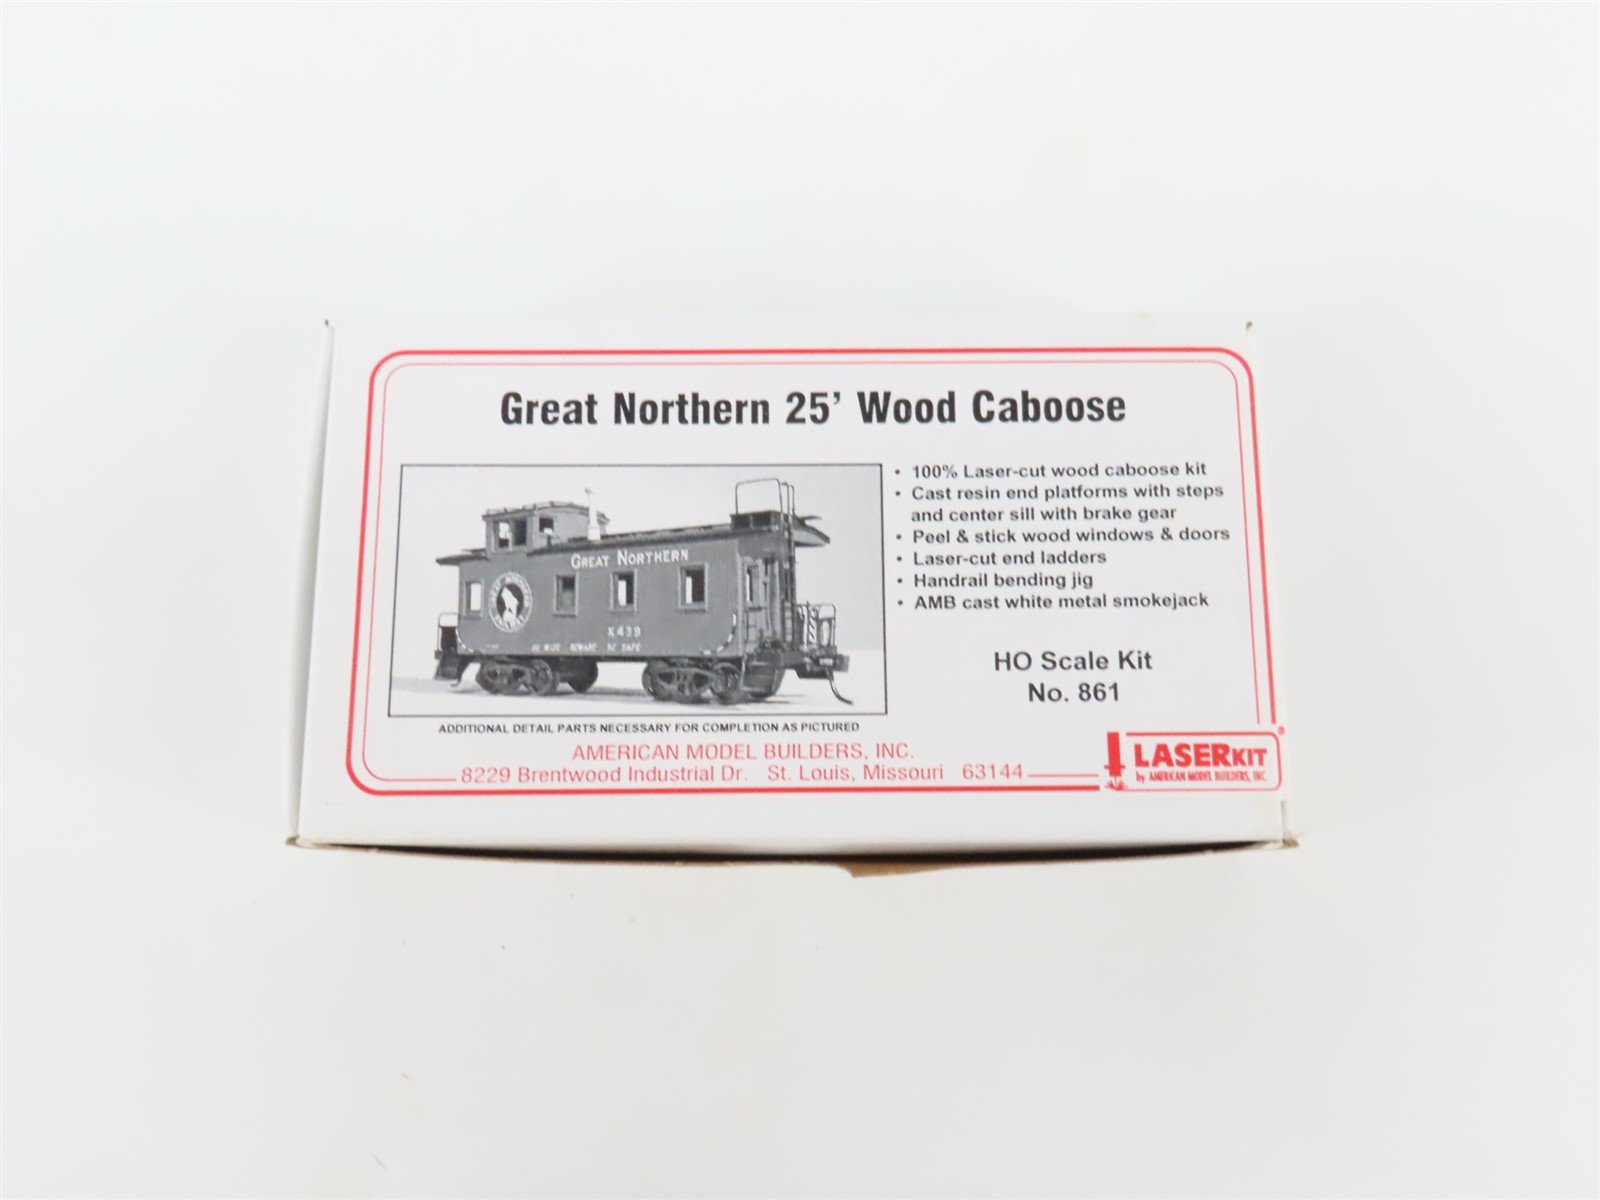 Great Northern 25’ Wood Caboose
• 100% Laser-cut wood caboose kit
• Cast resin end platforms with steps
and center sill with brake gear
• Peel & stick wood windows & doors
• Laser-cut end ladders
• Handrail bending jig
• AMB cast white metal smokejack
GREAT NORTHERN
X439
HO Scale Kit
No. 861
ADDITIONAL DETAIL PARTS NECESSARY FOR COMPLETION AS PICTURED
AMERICAN MODEL BUILDERS, INC.
8229 Brentwood Industrial Dr. St. Louis, Missouri 63144
LASERKIT®
by AMERICAN MODEL BUILDERS, INC.